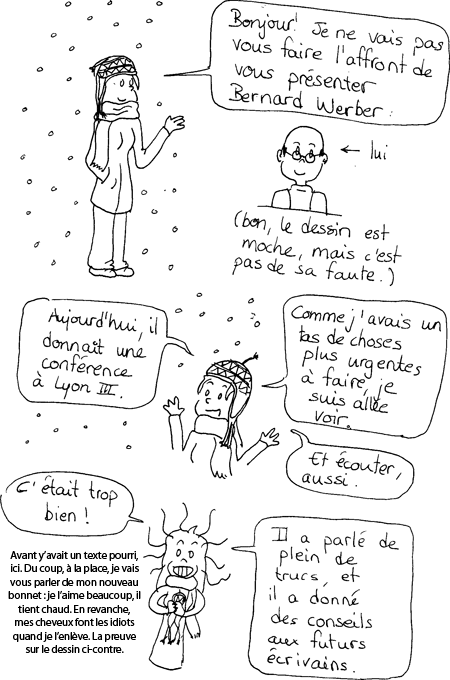 Bonjour! Je ne vais pas
vous faire l'affront de
vous présenter
Bernard Werber:
← lui
(bon, le dessin est
moche, mais c'est
pas de sa faute.)
Aujourd'hui, il
donnait une
conférence
à Lyon III.
Comme j'avais un
tas de choses
plus urgentes
à faire, je
suis allée
voir.
Et écouter,
aussi.
C'était trop
bien!
Avant y'avait un texte pourri,
ici. Du coup, à la place, je vais
vous parler de mon nouveau
bonnet : je l'aime beaucoup, il
tient chaud. En revanche,
mes cheveux font les idiots
quand je l'enlève. La preuve
sur le dessin ci-contre.
Il a parlé de
plein de
trucs, et
il a donné
des conseils
aux futurs
écrivains.